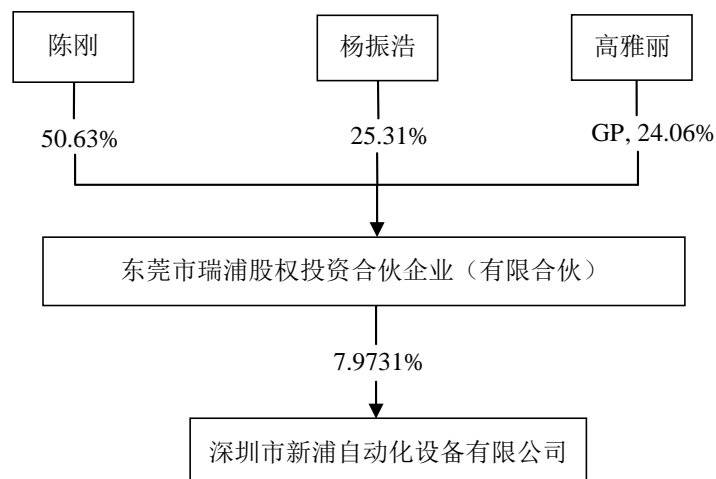 陈刚
杨振浩
高雅丽
50.63%
25.31%
GP, 24.06%
东莞市瑞浦股权投资合伙企业（有限合伙）
7.9731%
深圳市新浦自动化设备有限公司